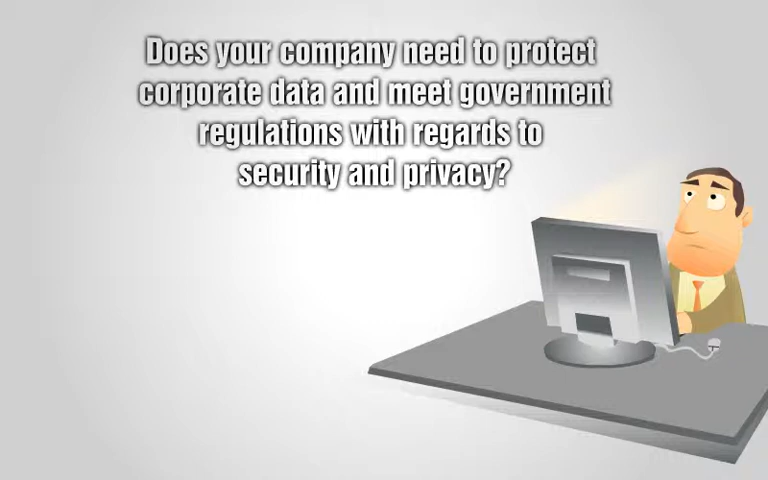 Does your company need to protect
corporate data and meet government
regulations with regards to
security and privacy?